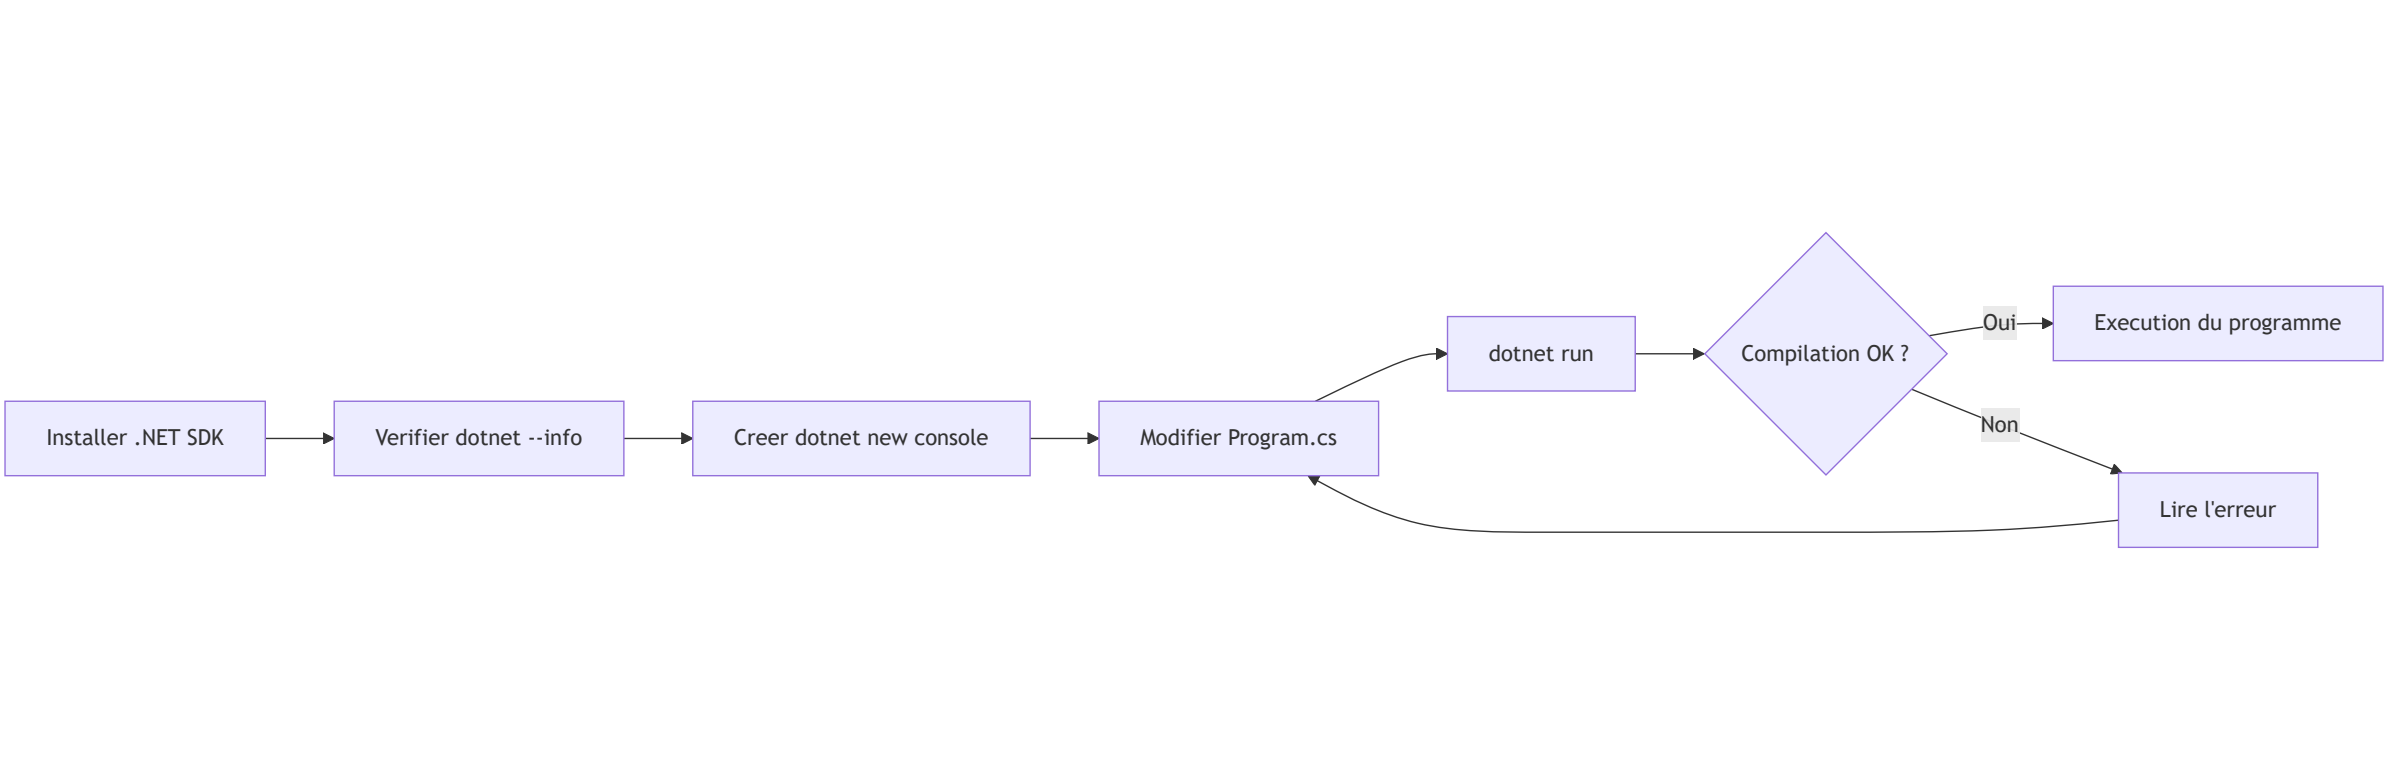 Installer .NET SDK
Verifier dotnet --info
Creer dotnet new console
Modifier Program.cs
dotnet run
Compilation OK ?
Oui
Execution du programme
Non
Lire l'erreur